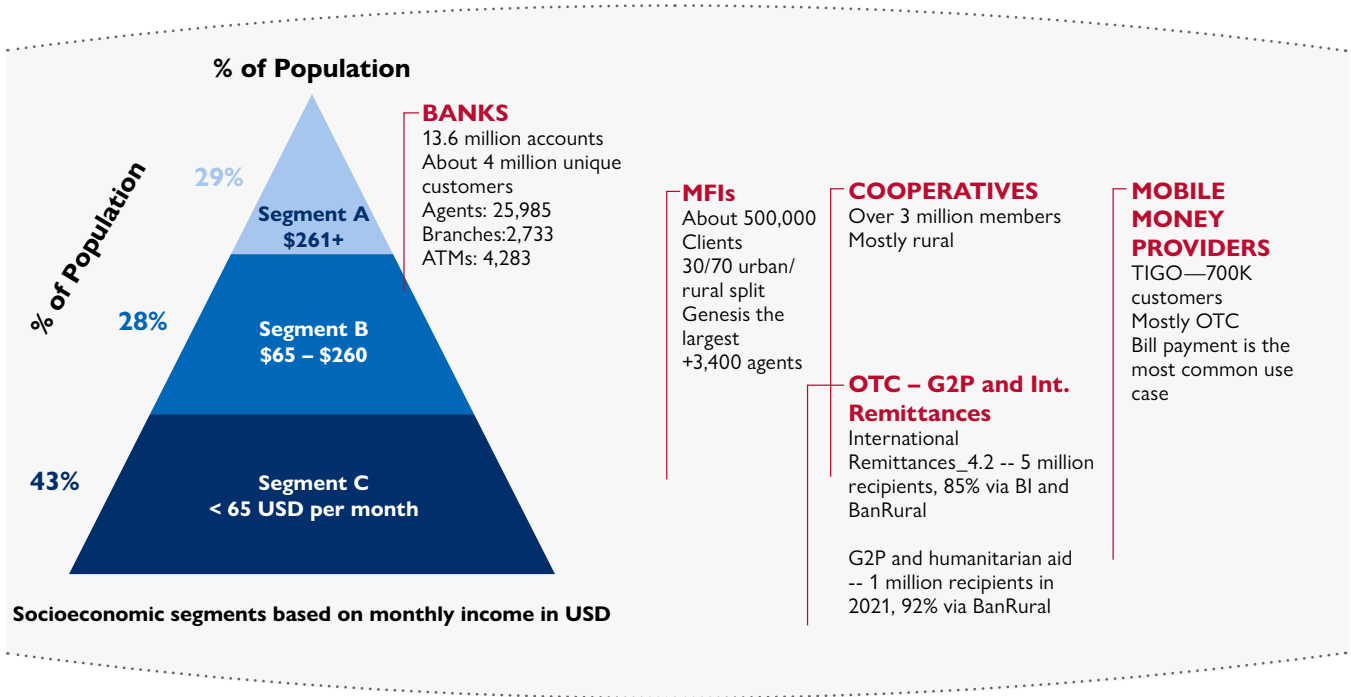 % of Population
% of Population
29%
Segment A
$261+
28%
Segment B
$65 – $260
43%
Segment C
< 65 USD per month
Socioeconomic segments based on monthly income in USD
BANKS
13.6 million accounts
About 4 million unique
customers
Agents: 25,985
Branches:2,733
ATMs: 4,283
MFIs
About 500,000
Clients
30/70 urban/
rural split
Genesis the
largest
+3,400 agents
COOPERATIVES
Over 3 million members
Mostly rural
OTC – G2P and Int.
Remittances
International
Remittances_4.2 -- 5 million
recipients, 85% via BI and
BanRural
G2P and humanitarian aid
-- 1 million recipients in
2021, 92% via BanRural
MOBILE
MONEY
PROVIDERS
TIGO—700K
customers
Mostly OTC
Bill payment is the
most common use
case